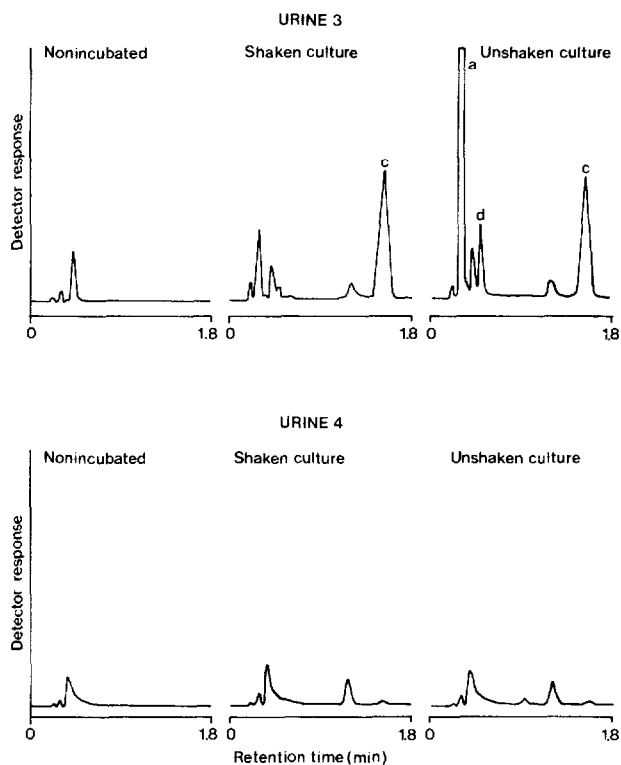 URINE 3
Nonincubated
Shaken culture
Unshaken culture
a
c
d
c
Detector response
0
1.8
0
1.8
0
1.8
URINE 4
Nonincubated
Shaken culture
Unshaken culture
Detector response
0
1.8
0
1.8
0
1.8
Retention time (min)